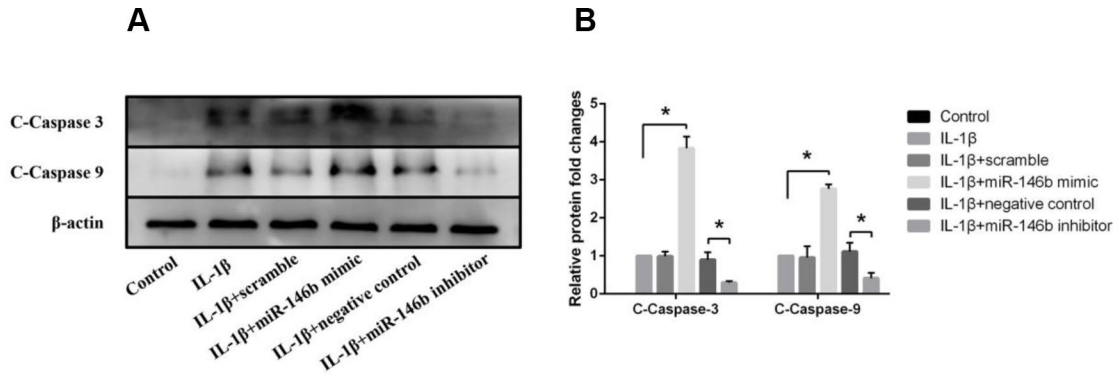 A
C-Caspase 3
C-Caspase 9
β-actin
Control
IL-1β
IL-1β+scramble
IL-1β+miR-146b mimic
IL-1β+negative control
IL-1β+miR-146b inhibitor
B
Relative protein fold changes
5
4
3
2
1
0
*
*
*
*
C-Caspase-3
C-Caspase-9
Control
IL-1β
IL-1β+scramble
IL-1β+miR-146b mimic
IL-1β+negative control
IL-1β+miR-146b inhibitor